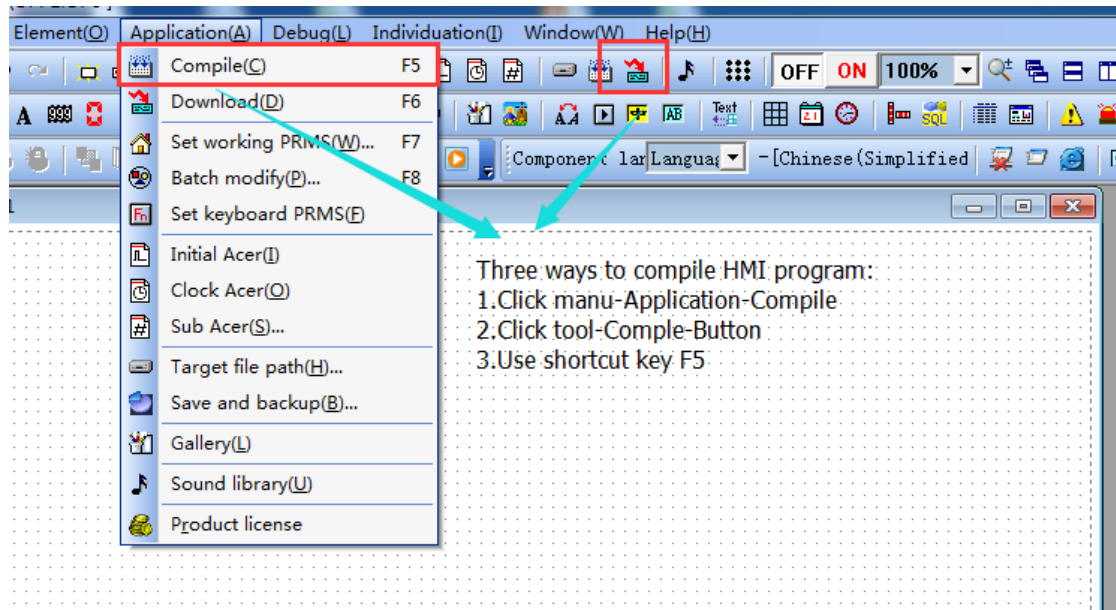 Element(O) Application(A) Debug(L) Individuation(I) Window(W) Help(H)
OFF ON 100%
A Text
SQL
Component lar Languag -[Chinese(Simplified
Compile(C) F5
Download(D) F6
Set working PRMS(W)... F7
Batch modify(P)... F8
Set keyboard PRMS(F)
Initial Acer(I)
Clock Acer(O)
Sub Acer(S)...
Target file path(H)...
Save and backup(B)...
Gallery(L)
Sound library(U)
Product license
Three ways to compile HMI program:
1.Click manu-Application-Compile
2.Click tool-Comple-Button
3.Use shortcut key F5